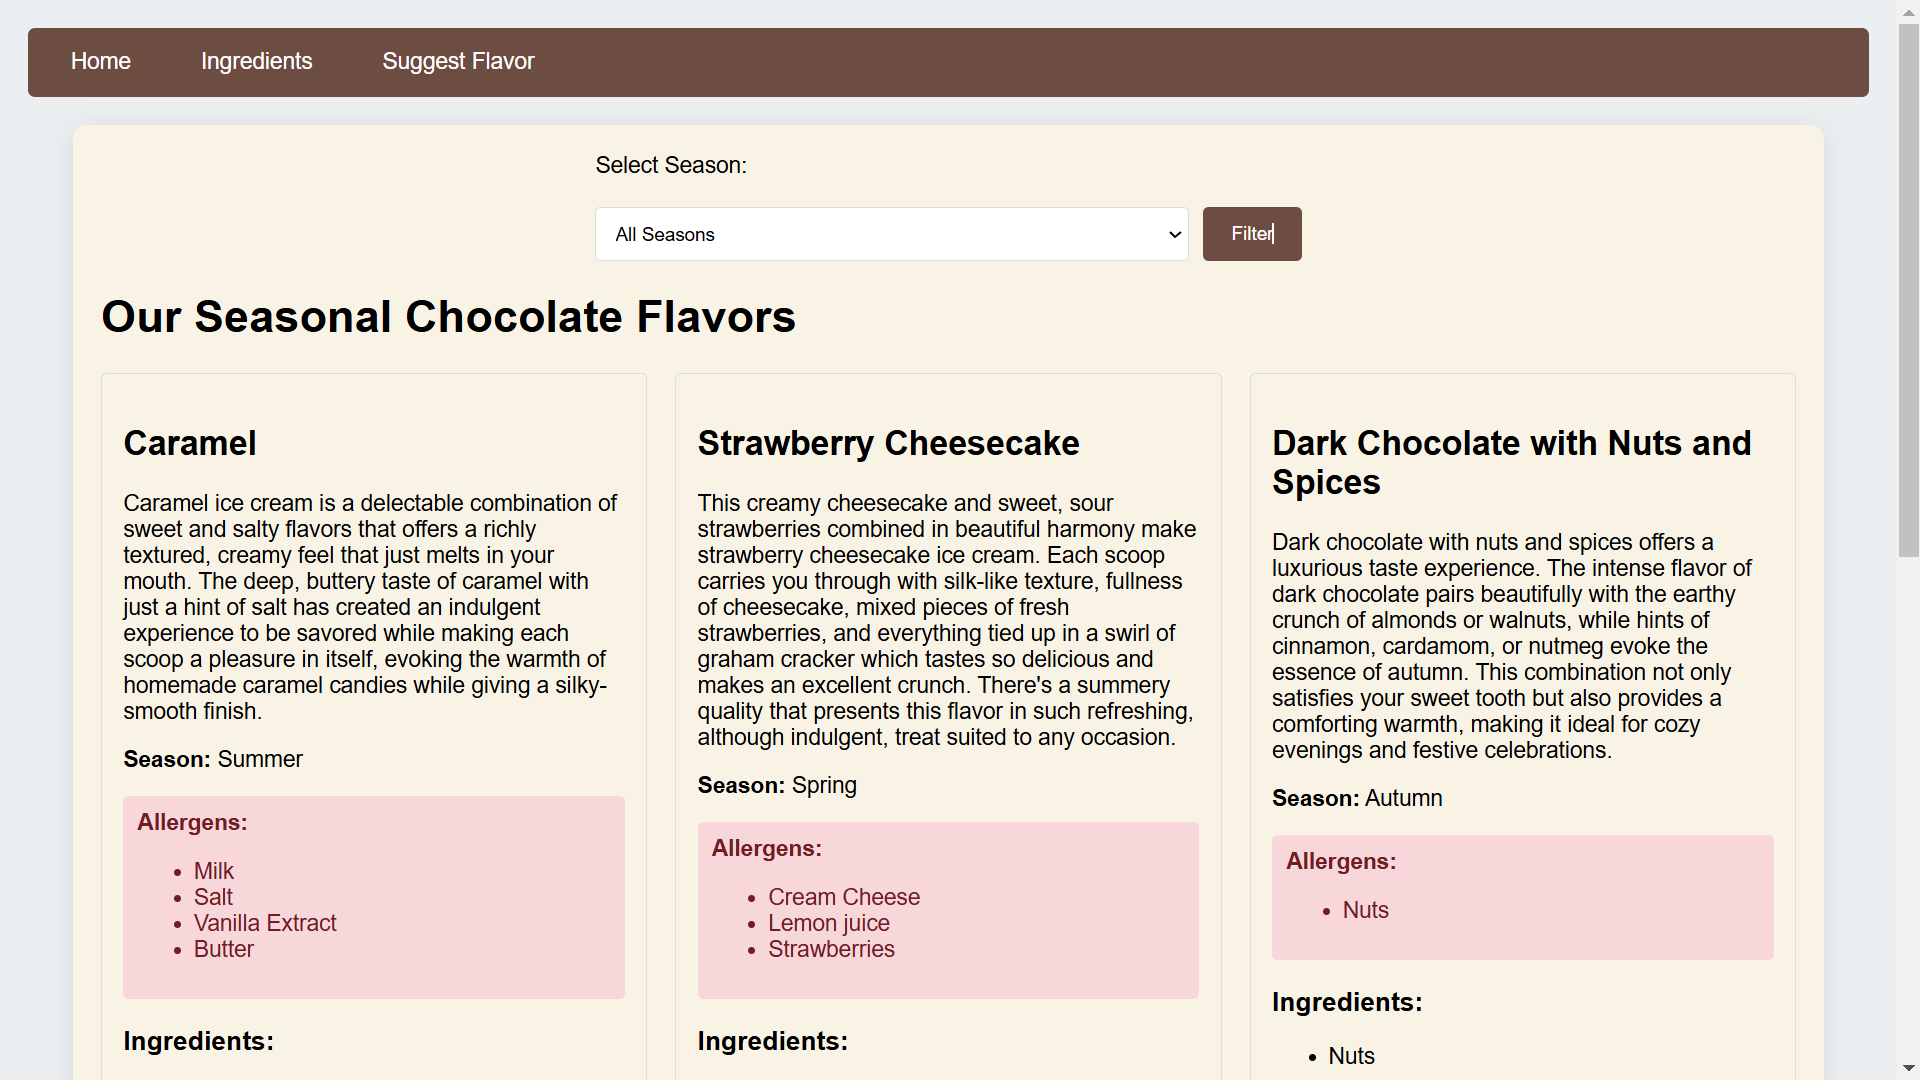 Home Ingredients Suggest Flavor
Select Season:
All Seasons
Filter
Our Seasonal Chocolate Flavors
Caramel
Caramel ice cream is a delectable combination of
sweet and salty flavors that offers a richly
textured, creamy feel that just melts in your
mouth. The deep, buttery taste of caramel with
just a hint of salt has created an indulgent
experience to be savored while making each
scoop a pleasure in itself, evoking the warmth of
homemade caramel candies while giving a silky-
smooth finish.
Season: Summer
Allergens:
Milk
Salt
Vanilla Extract
Butter
Ingredients:
Strawberry Cheesecake
This creamy cheesecake and sweet, sour
strawberries combined in beautiful harmony make
strawberry cheesecake ice cream. Each scoop
carries you through with silk-like texture, fullness
of cheesecake, mixed pieces of fresh
strawberries, and everything tied up in a swirl of
graham cracker which tastes so delicious and
makes an excellent crunch. There's a summery
quality that presents this flavor in such refreshing,
although indulgent, treat suited to any occasion.
Season: Spring
Allergens:
Cream Cheese
Lemon juice
Strawberries
Ingredients:
Dark Chocolate with Nuts and
Spices
Dark chocolate with nuts and spices offers a
luxurious taste experience. The intense flavor of
dark chocolate pairs beautifully with the earthy
crunch of almonds or walnuts, while hints of
cinnamon, cardamom, or nutmeg evoke the
essence of autumn. This combination not only
satisfies your sweet tooth but also provides a
comforting warmth, making it ideal for cozy
evenings and festive celebrations.
Season: Autumn
Allergens:
Nuts
Ingredients:
Nuts